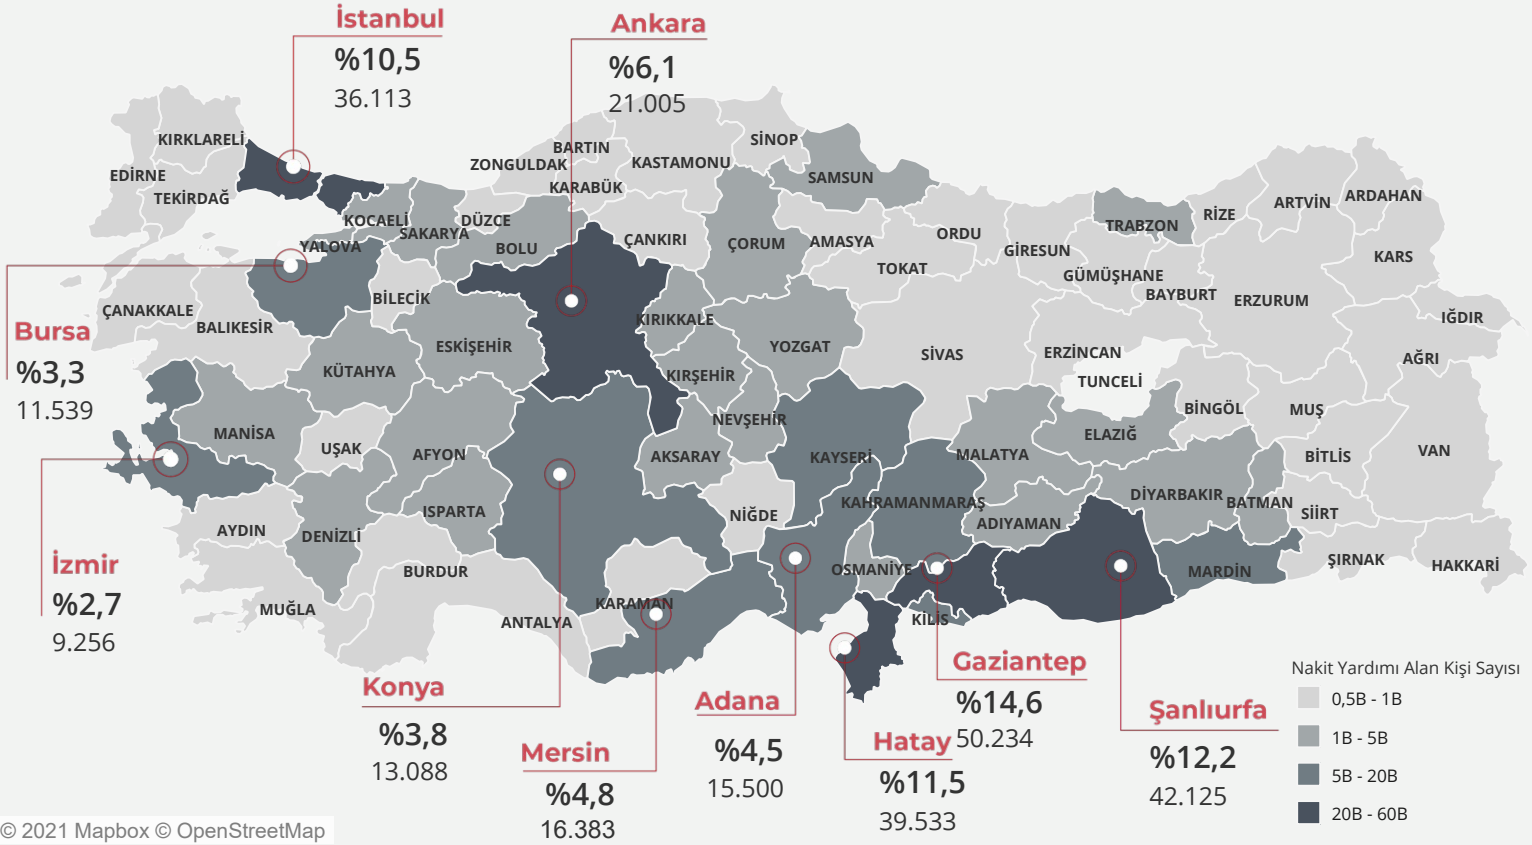 İstanbul
%10,5
36.113
Ankara
%6,1
21.005
KIRKLARELİ
EDİRNE
TEKİRDAĞ
BARTIN
ZONGULDAK
KARABÜK
KASTAMONU
SİNOP
SAMSUN
KOCAELİ
SAKARYA
DÜZCE
YALOVA
BOLU
ÇANKIRI
ÇORUM
AMASYA
TOKAT
ORDU
GİRESUN
TRABZON
RİZE
ARTVİN
ARDAHAN
GÜMÜŞHANE
BAYBURT
ERZURUM
KARS
IĞDIR
AĞRI
ÇANAKKALE
BALIKESİR
BİLECİK
Bursa
%3,3
11.539
KÜTAHYA
ESKİŞEHİR
KIRIKKALE
KIRŞEHİR
YOZGAT
SİVAS
ERZİNCAN
TUNCELİ
BİNGÖL
MUŞ
BİTLİS
VAN
MANİSA
UŞAK
AFYON
AKSARAY
NEVŞEHİR
KAYSERİ
MALATYA
ELAZIĞ
DİYARBAKIR
BATMAN
SİİRT
ŞIRNAK
HAKKARİ
AYDIN
DENİZLİ
ISPARTA
NİĞDE
KAHRAMANMARAŞ
ADIYAMAN
MARDİN
İzmir
%2,7
9.256
MUĞLA
BURDUR
ANTALYA
KARAMAN
OSMANİYE
KİLİS
Konya
%3,8
13.088
Mersin
%4,8
16.383
Adana
%4,5
15.500
Hatay
%11,5
39.533
Gaziantep
%14,6
50.234
Şanlıurfa
%12,2
42.125
Nakit Yardımı Alan Kişi Sayısı
0,5B - 1B
1B - 5B
5B - 20B
20B - 60B
© 2021 Mapbox © OpenStreetMap